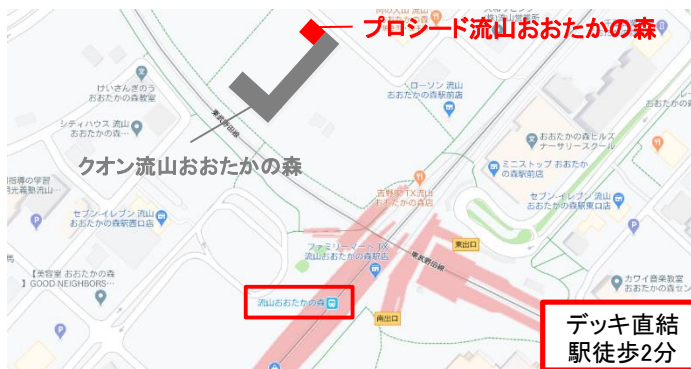 プロシード流山おおたかの森
けいさんぎのう
おおたかの森教室
シティハウス 流山
おおたかの森…
東武野田線
クオン流山おおたかの森
ローソン 流山
おおたかの森駅前店
おおたかの森ヒルズ
ナーサリースクール
ミニストップ おおたか
の森駅前店
吉野家 TX流山
おおたかの森店
セブン-イレブン 流山
おおたかの森駅西口店
セブン-イレブン 流山
おおたかの森駅東口店
ファミリーマート TX
流山おおたかの森駅店
東出口
東武野田線
【美容室 おおたかの森
】GOOD NEIGHBORS…
流山おおたかの森
南出口
カワイ音楽教室
おおたかの森セン
デッキ直結
駅徒歩2分